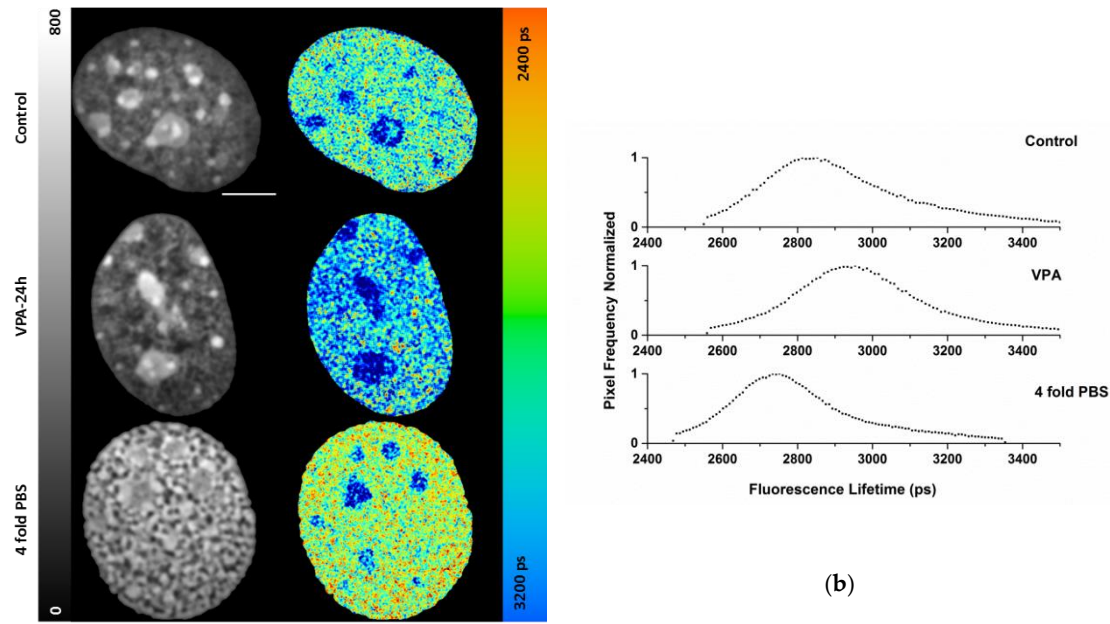 800
0
Control
VPA-24h
4 fold PBS
2400 ps
3200 ps
Pixel Frequency Normalized
Control
1
0
2400 2600 2800 3000 3200 3400
VPA
1
0
2400 2600 2800 3000 3200 3400
4 fold PBS
1
0
2400 2600 2800 3000 3200 3400
Fluorescence Lifetime (ps)
(b)